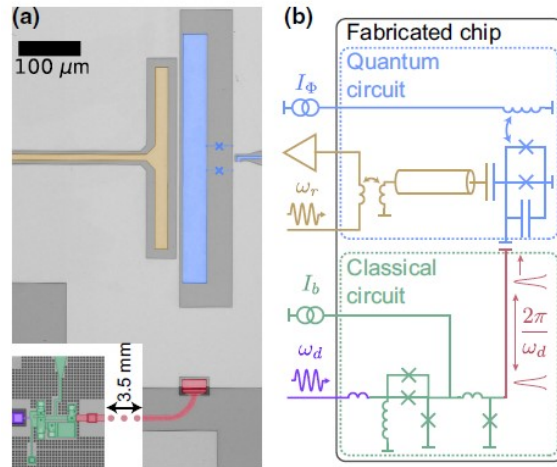 (a)
100 µm
3.5 mm
(b)
Fabricated chip
Quantum
circuit
I_Φ
ω_r
Classical
circuit
I_b
ω_d
2π
ω_d